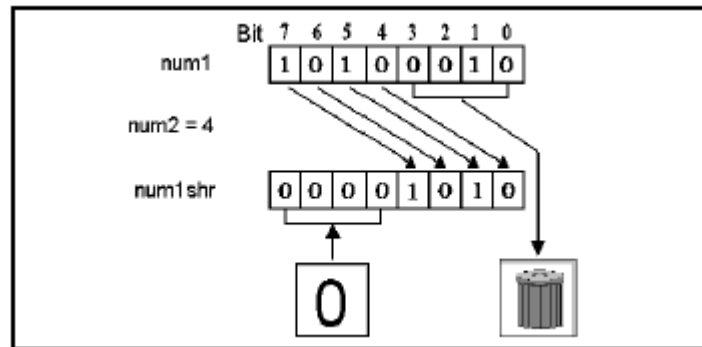 Bit 7 6 5 4 3 2 1 0
num1 1 0 1 0 0 0 1 0
num2 = 4
num1shr 0 0 0 0 1 0 1 0
0